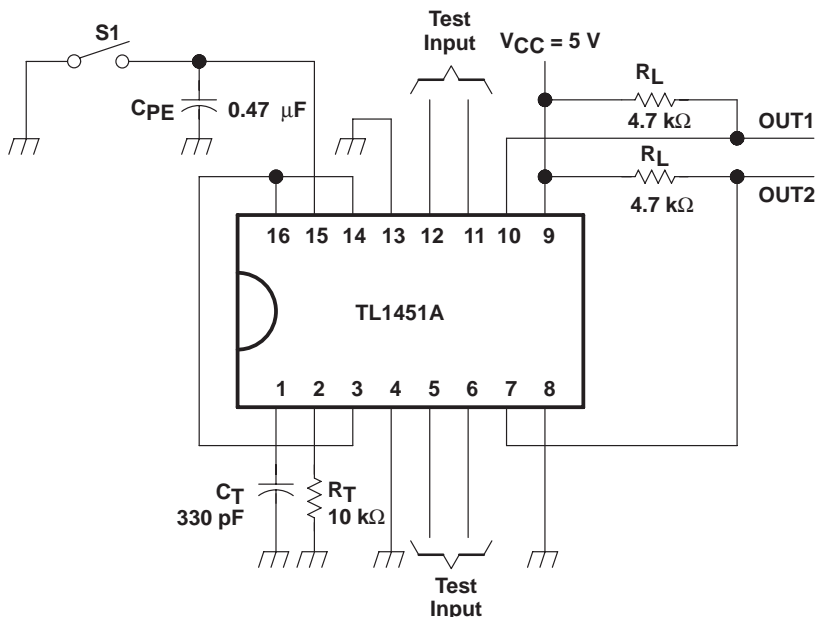 Test
Input
S1
VCC = 5 V
RL
4.7 kΩ
CPE
0.47 μF
OUT1
RL
4.7 kΩ
OUT2
16 15 14 13 12 11 10 9
TL1451A
1 2 3 4 5 6 7 8
CT
330 pF
RT
10 kΩ
Test
Input